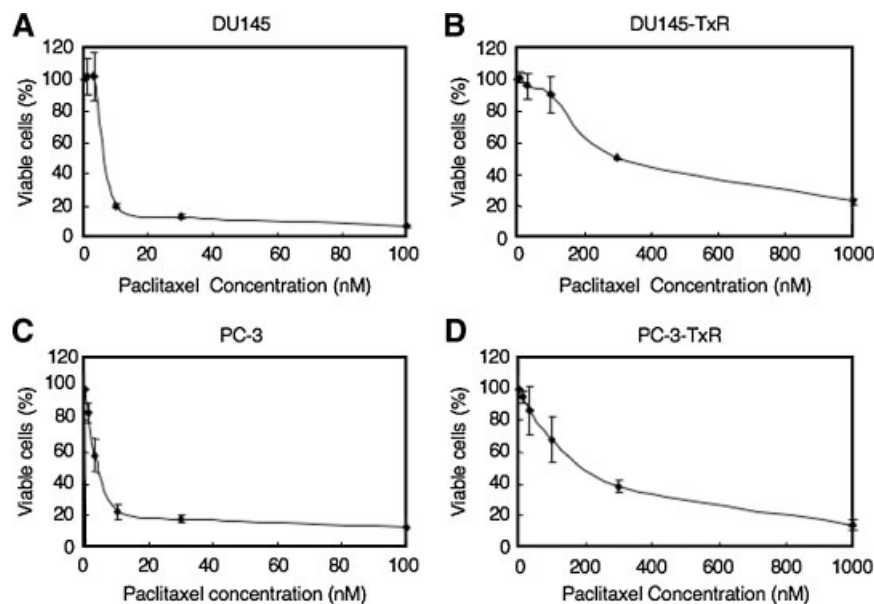 A
DU145
120
100
80
60
40
20
0
Viable cells (%)
0 20 40 60 80 100
Paclitaxel Concentration (nM)
B
DU145-TxR
120
100
80
60
40
20
0
Viable cells (%)
0 200 400 600 800 1000
Paclitaxel Concentration (nM)
C
PC-3
120
100
80
60
40
20
0
Viable cells (%)
0 20 40 60 80 100
Paclitaxel concentration (nM)
D
PC-3-TxR
120
100
80
60
40
20
0
Viable cells (%)
0 200 400 600 800 1000
Paclitaxel Concentration (nM)